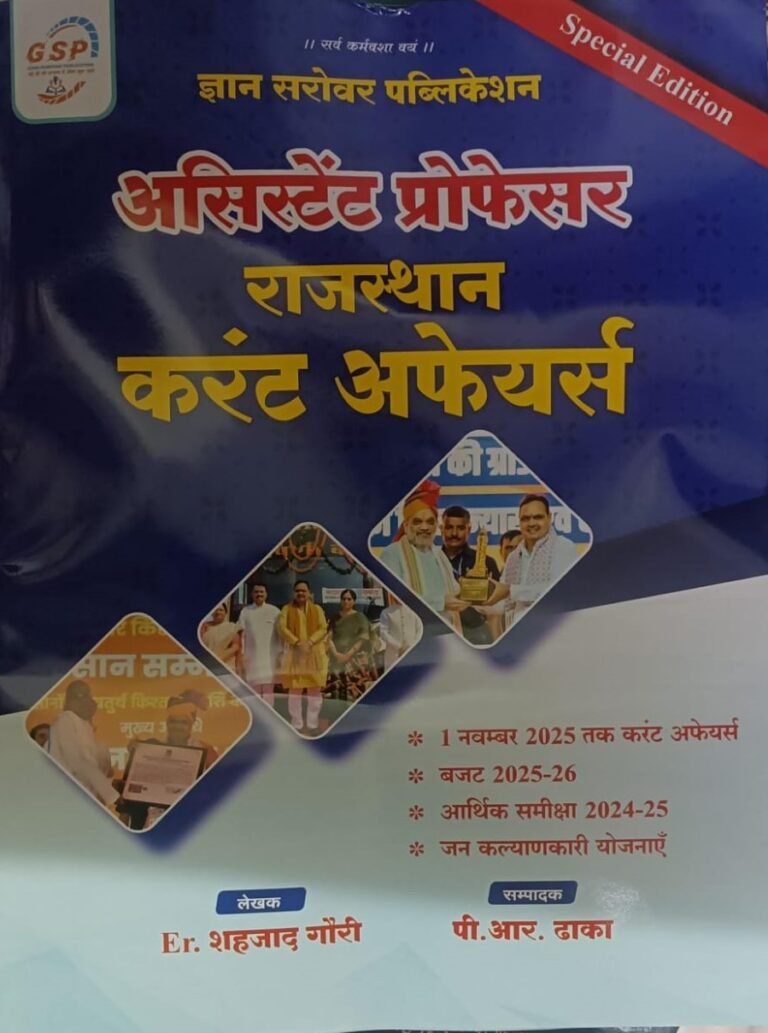 GSP
Special Edition
।। सर्व कर्मवशा वयं ।।
ज्ञान सरोवर पब्लिकेशन
असिस्टेंट प्रोफेसर
राजस्थान
करंट अफेयर्स
* 1 नवम्बर 2025 तक करंट अफेयर्स
* बजट 2025-26
* आर्थिक समीक्षा 2024-25
* जन कल्याणकारी योजनाएँ
लेखक
Er. शहजाद गौरी
सम्पादक
पी.आर. ढाका